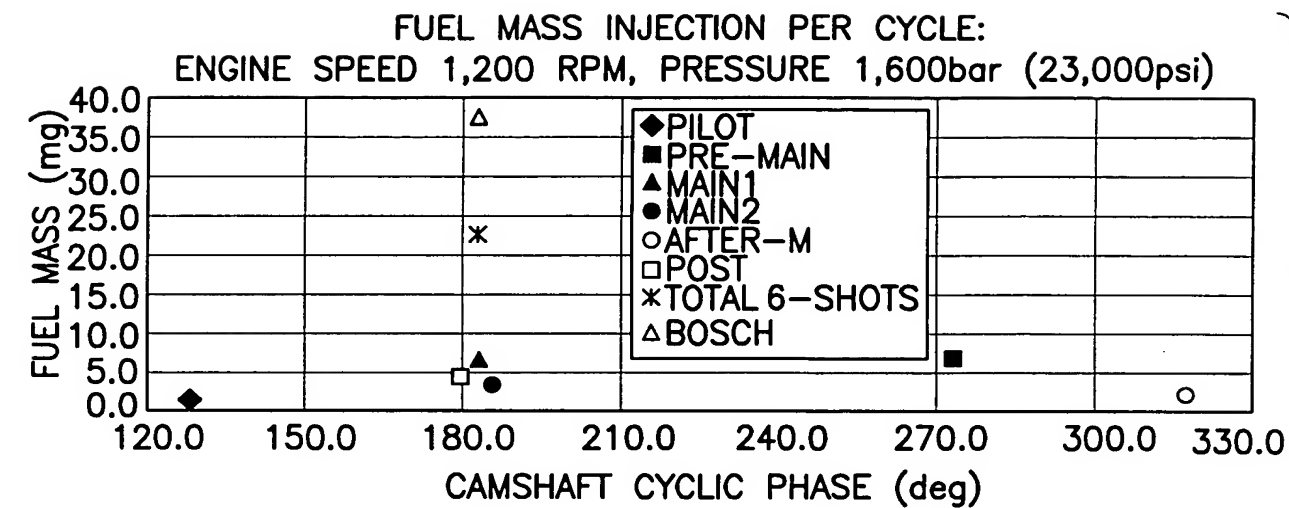 FUEL MASS INJECTION PER CYCLE:
ENGINE SPEED 1,200 RPM, PRESSURE 1,600bar (23,000psi)
FUEL MASS (mg)
40.0
35.0
30.0
25.0
20.0
15.0
10.0
5.0
0.0
PILOT
PRE-MAIN
MAIN1
MAIN2
AFTER-M
POST
TOTAL 6-SHOTS
BOSCH
120.0 150.0 180.0 210.0 240.0 270.0 300.0 330.0
CAMSHAFT CYCLIC PHASE (deg)